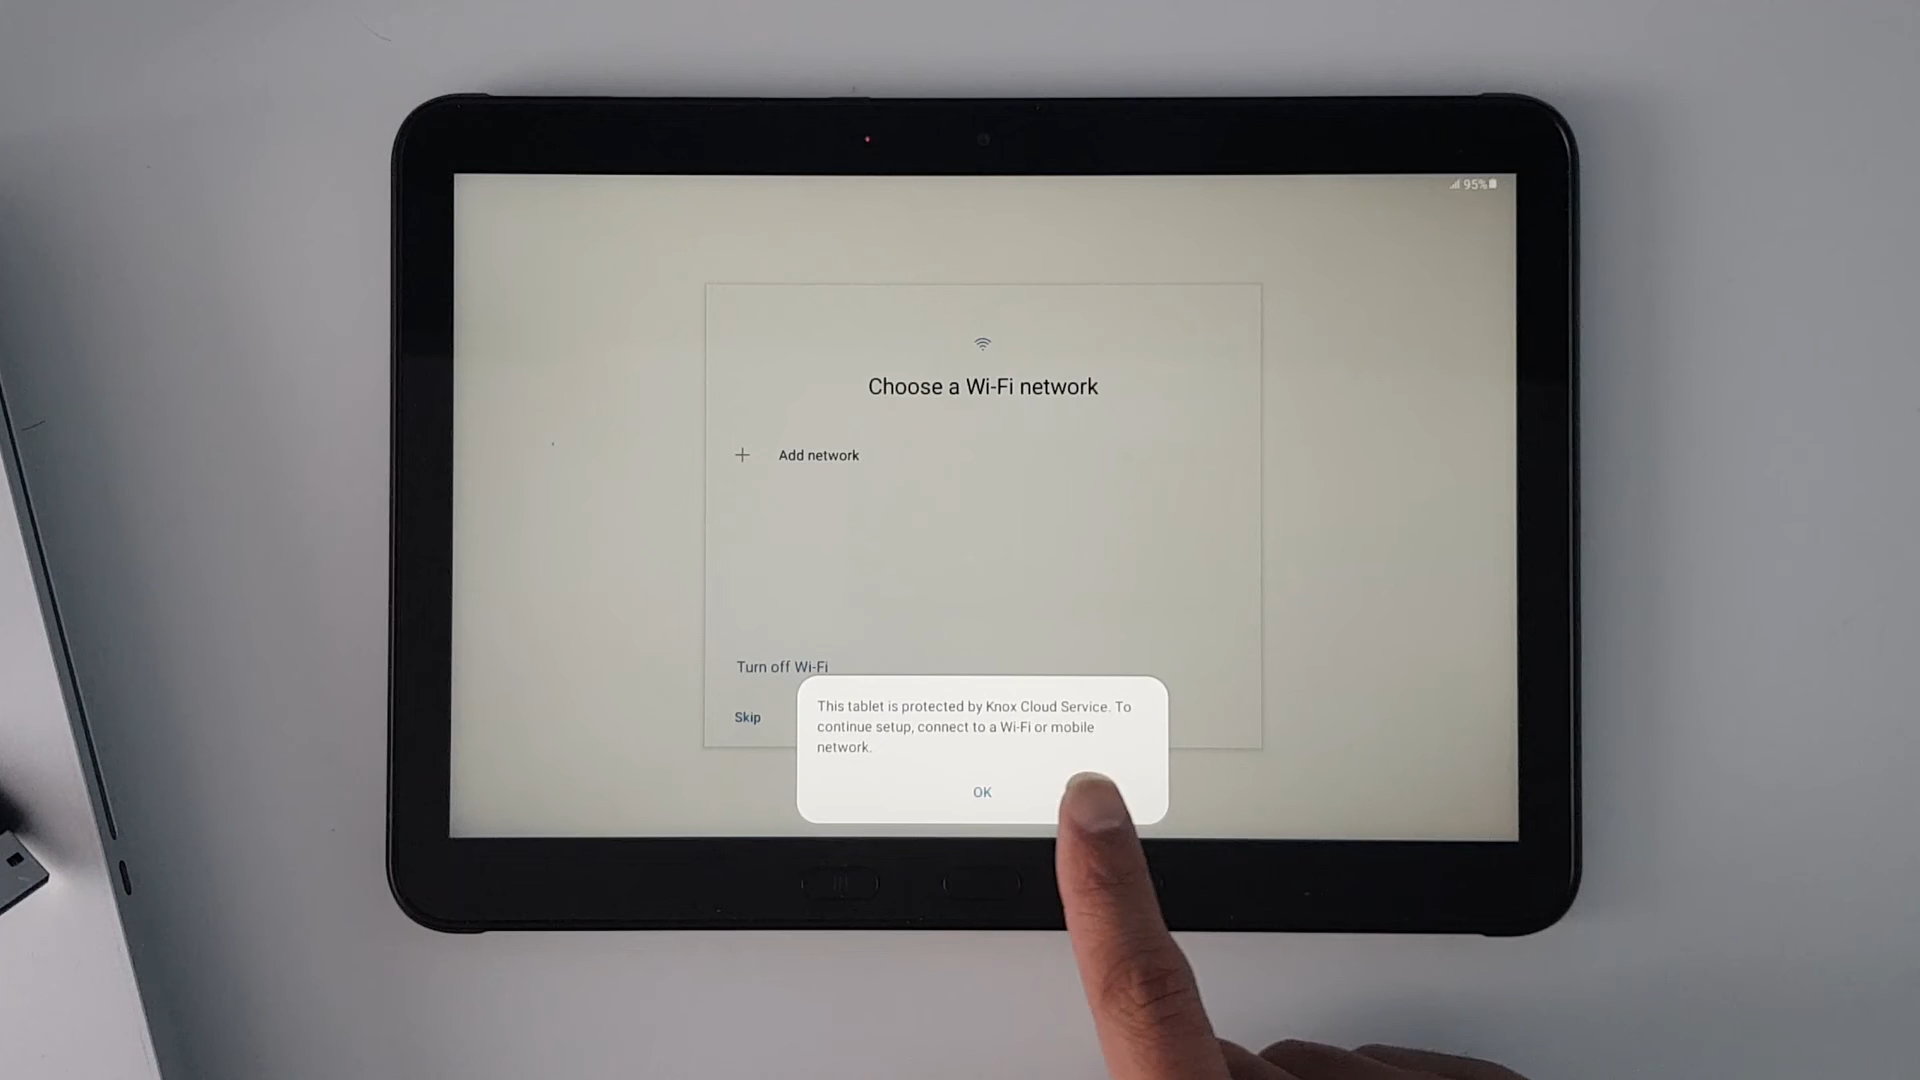 95%
Choose a Wi-Fi network
Add network
Turn off Wi-Fi
Skip
This tablet is protected by Knox Cloud Service. To
continue setup, connect to a Wi-Fi or mobile
network.
OK